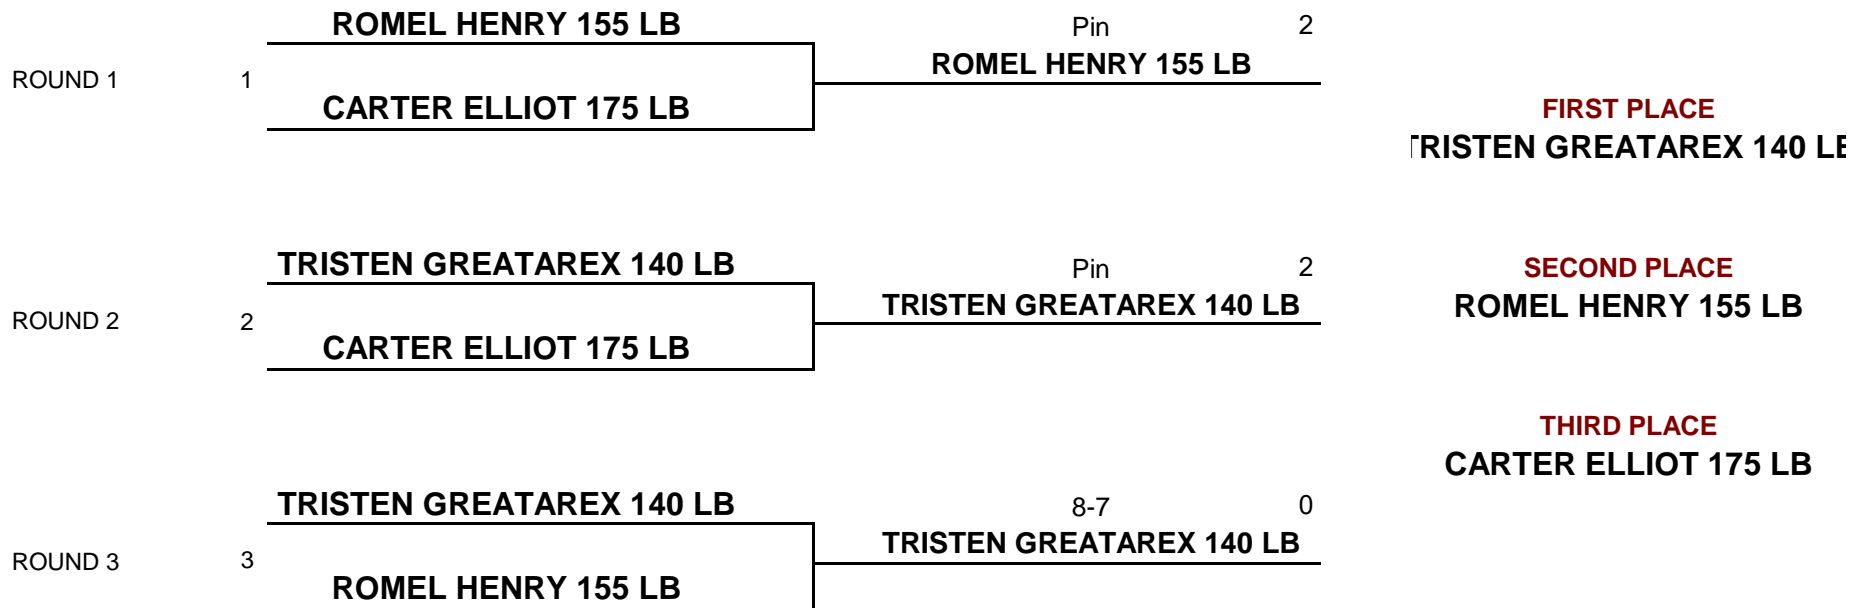 ROMEL HENRY 155 LB
Pin 2
ROMEL HENRY 155 LB
ROUND 1 1
CARTER ELLIOT 175 LB
FIRST PLACE
TRISTEN GREATAREX 140 LB
TRISTEN GREATAREX 140 LB
Pin 2
SECOND PLACE
TRISTEN GREATAREX 140 LB
ROMEL HENRY 155 LB
ROUND 2 2
CARTER ELLIOT 175 LB
THIRD PLACE
CARTER ELLIOT 175 LB
TRISTEN GREATAREX 140 LB
8-7 0
TRISTEN GREATAREX 140 LB
ROUND 3 3
ROMEL HENRY 155 LB